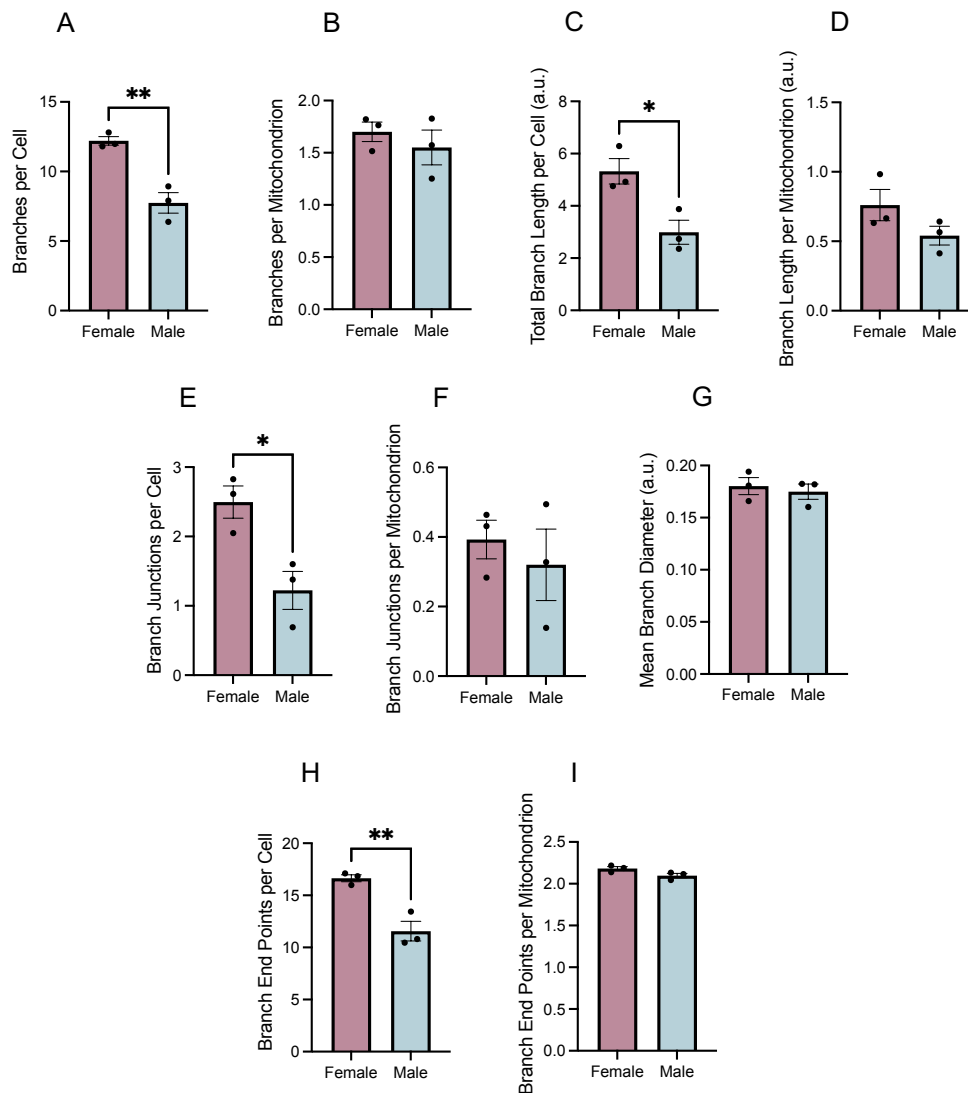 A
Branches per Cell
15
10
5
0
**
Female Male
B
Branches per Mitochondrion
2.0
1.5
1.0
0.5
0.0
Female Male
C
Total Branch Length per Cell (a.u.)
8
6
4
2
0
*
Female Male
D
Branch Length per Mitochondrion (a.u.)
1.5
1.0
0.5
0.0
Female Male
E
Branch Junctions per Cell
3
2
1
0
*
Female Male
F
Branch Junctions per Mitochondrion
0.6
0.4
0.2
0.0
Female Male
G
Mean Branch Diameter (a.u.)
0.20
0.15
0.10
0.05
0.00
Female Male
H
Branch End Points per Cell
20
15
10
5
0
**
Female Male
I
Branch End Points per Mitochondrion
2.5
2.0
1.5
1.0
0.5
0.0
Female Male